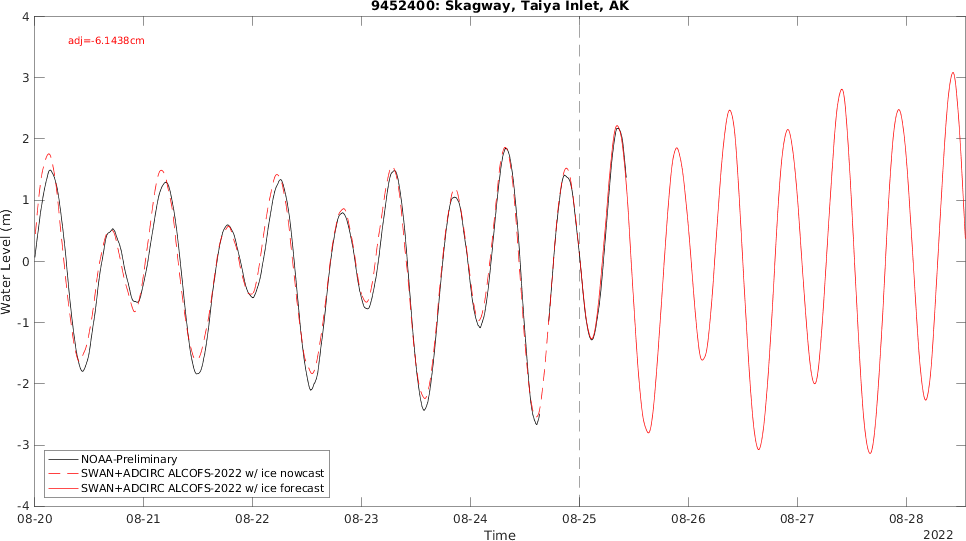 9452400: Skagway, Taiya Inlet, AK
adj=-6.1438cm
4
3
2
1
0
-1
-2
-3
-4
Water Level (m)
NOAA-Preliminary
SWAN+ADCIRC ALCOFS-2022 w/ ice nowcast
SWAN+ADCIRC ALCOFS-2022 w/ ice forecast
08-20 08-21 08-22 08-23 08-24 08-25 08-26 08-27 08-28
Time
2022